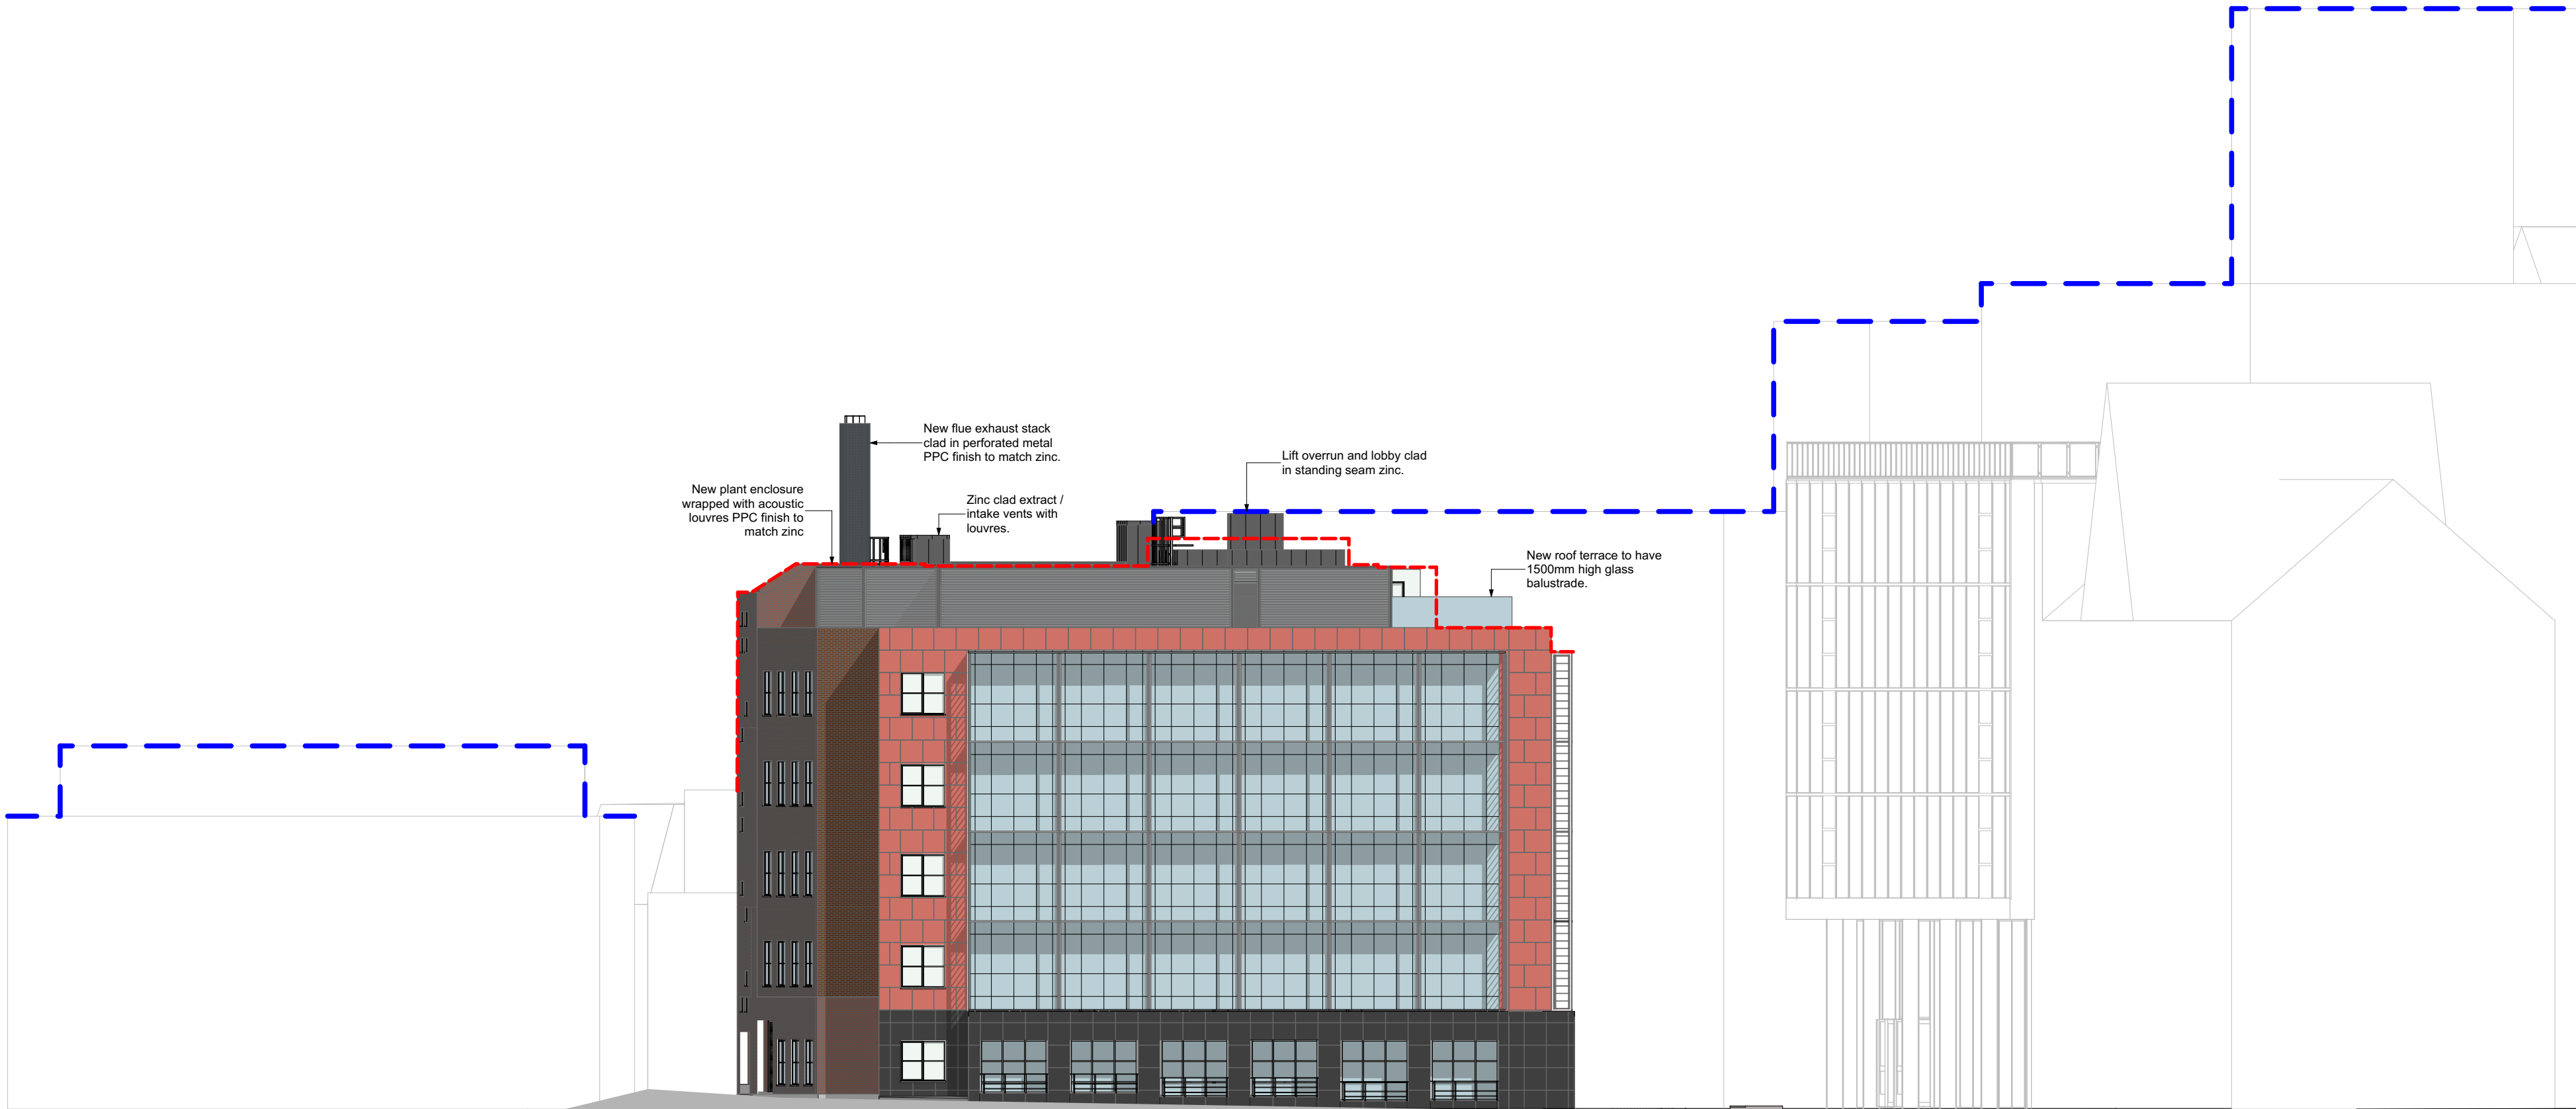 New flue exhaust stack
clad in perforated metal
PPC finish to match zinc.
Lift overrun and lobby clad
in standing seam zinc.
New plant enclosure
wrapped with acoustic
louvres PPC finish to
match zinc
Zinc clad extract /
intake vents with
louvres.
New roof terrace to have
1500mm high glass
balustrade.